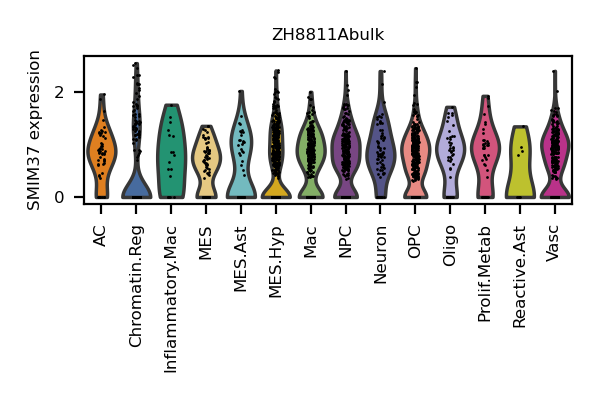 ZH8811Abulk
SMIM37 expression
2
0
AC
Chromatin.Reg
Inflammatory.Mac
MES
MES.Ast
MES.Hyp
Mac
NPC
Neuron
OPC
Oligo
Prolif.Metab
Reactive.Ast
Vasc